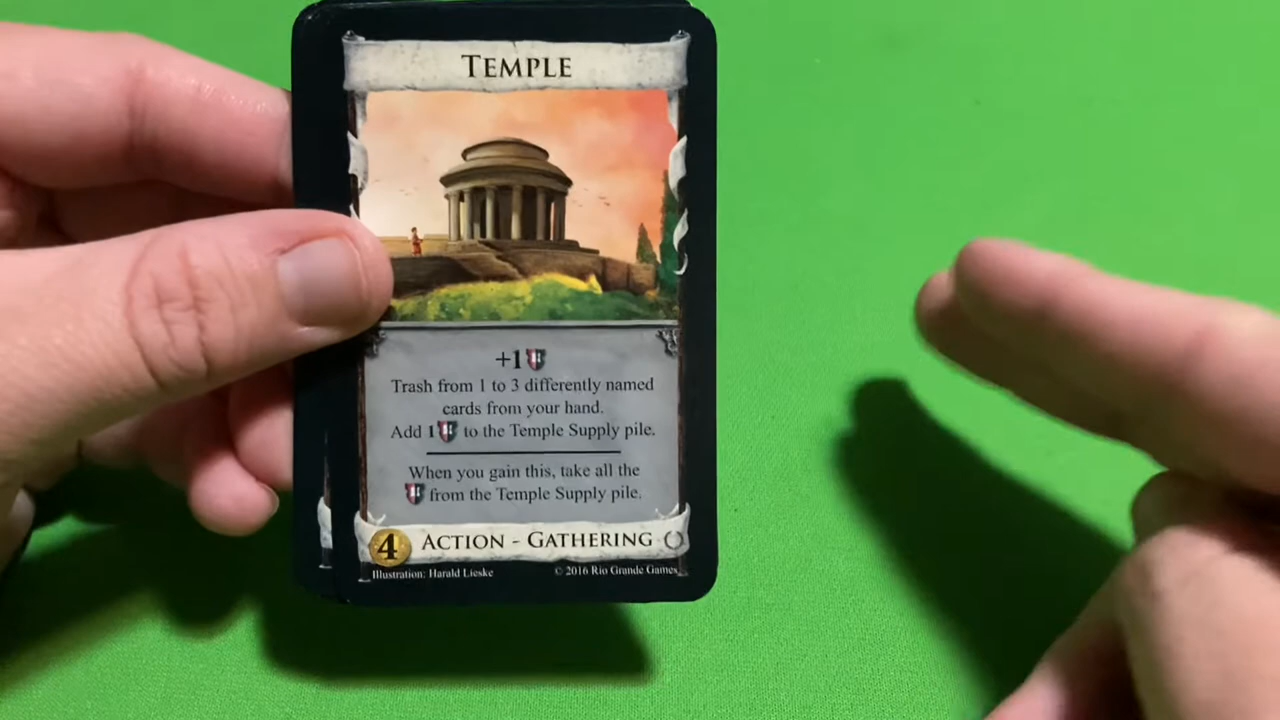 TEMPLE
+1
Trash from 1 to 3 differently named
cards from your hand.
Add 1 to the Temple Supply pile.
When you gain this, take all the
from the Temple Supply pile.
4 ACTION - GATHERING
Illustration: Harald Lieske © 2016 Rio Grande Games